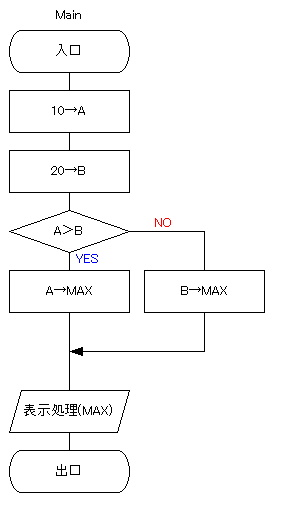 Main
入口
10→A
20→B
A＞B
NO
YES
A→MAX
B→MAX
表示処理(MAX)
出口